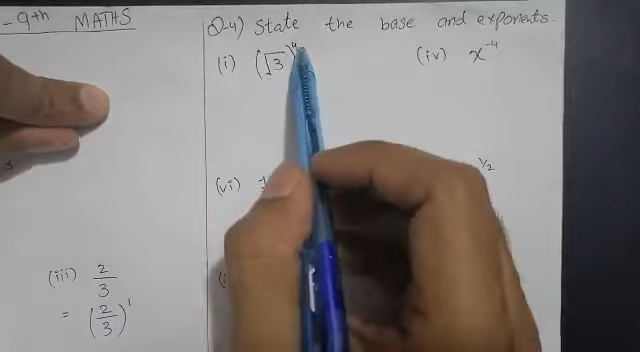 - 9th MATHS
Q-4) State the base and exponents.
(i) (√3)⁴ (iv) x⁻⁴
(vi) 1/2
(iii) 2/3
= (2/3)¹